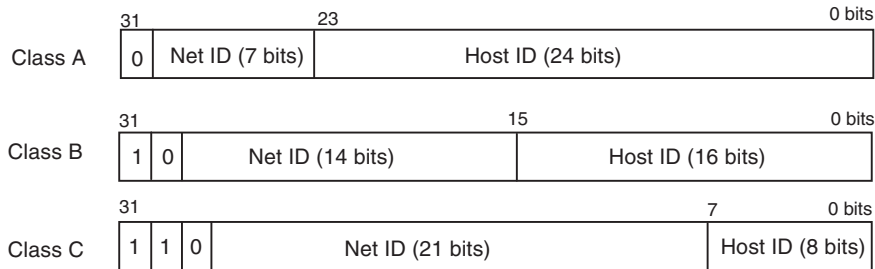 31 23 0 bits
Class A 0 Net ID (7 bits) Host ID (24 bits)
31 15 0 bits
Class B 1 0 Net ID (14 bits) Host ID (16 bits)
31 7 0 bits
Class C 1 1 0 Net ID (21 bits) Host ID (8 bits)